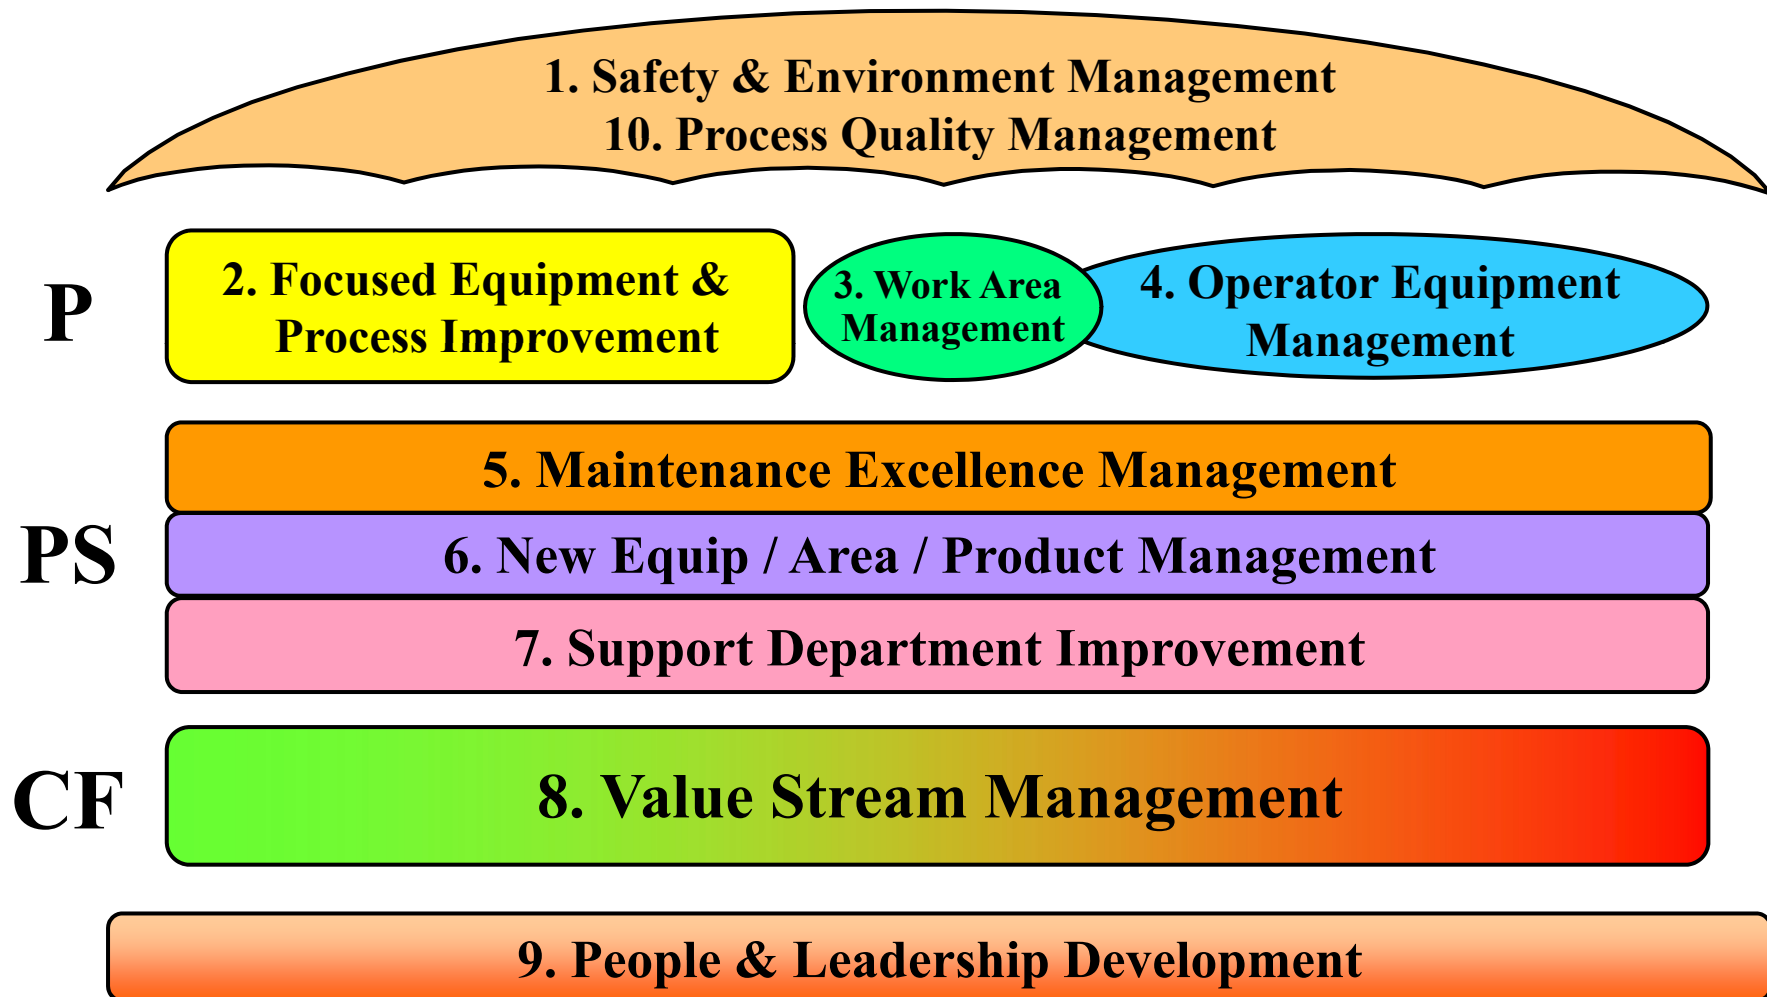 1. Safety & Environment Management
10. Process Quality Management
P
2. Focused Equipment &
Process Improvement
3. Work Area
Management
4. Operator Equipment
Management
PS
5. Maintenance Excellence Management
6. New Equip / Area / Product Management
7. Support Department Improvement
CF
8. Value Stream Management
9. People & Leadership Development